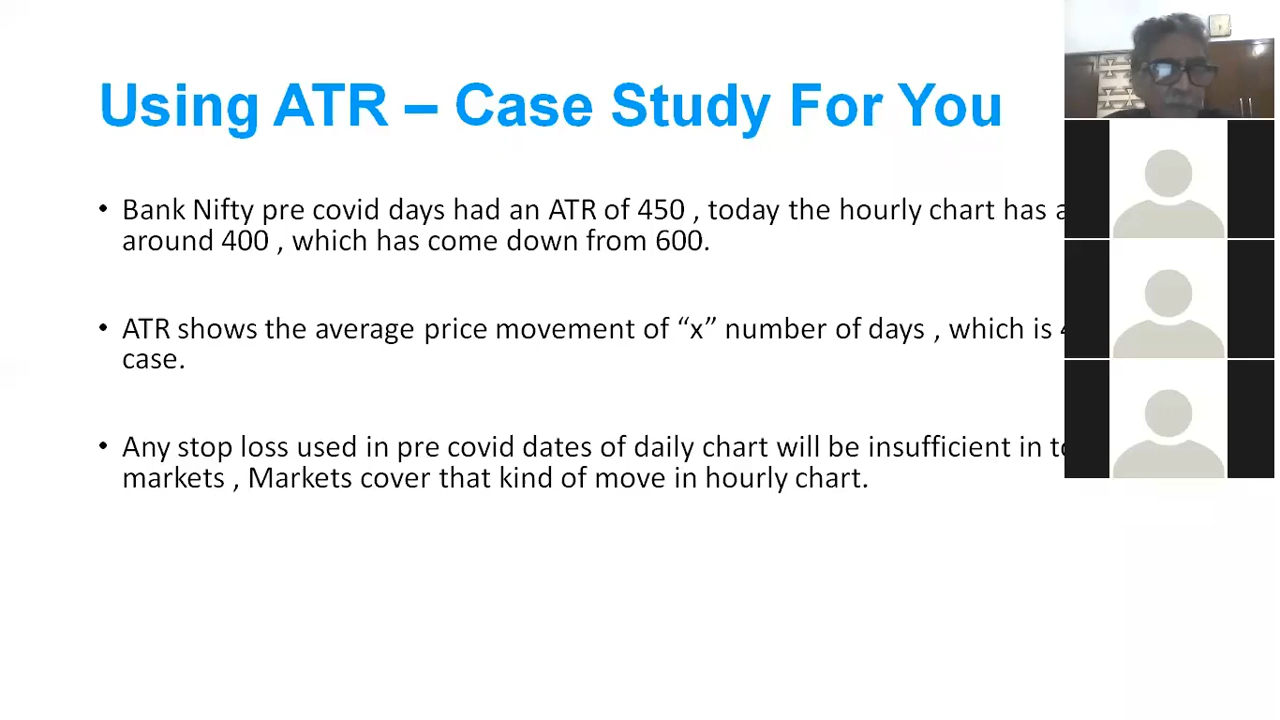 Using ATR – Case Study For You
• Bank Nifty pre covid days had an ATR of 450 , today the hourly chart has
around 400 , which has come down from 600.
• ATR shows the average price movement of “x” number of days , which is
case.
• Any stop loss used in pre covid dates of daily chart will be insufficient in
markets , Markets cover that kind of move in hourly chart.